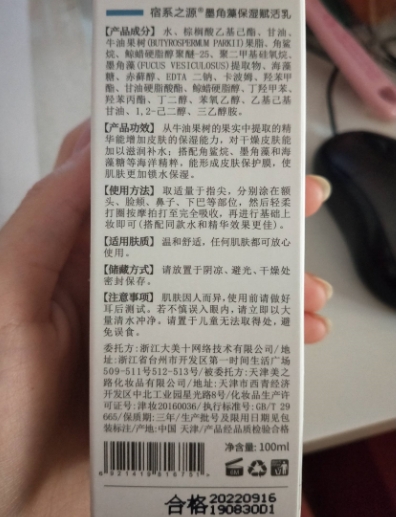 宿系之源®墨角藻保湿赋活乳
【产品成分】水、棕榈酸乙基己酯、甘油、
牛油果树(BUTYROSPERMUM PARKII)果脂、角鲨
烷、鲸蜡硬脂醇聚醚-25、聚二甲基硅氧烷、
墨角藻(FUCUS VESICULOSUS)提取物、海藻
糖、赤藓醇、EDTA 二钠、卡波姆、羟苯甲
酯、甘油硬脂酸酯、鲸蜡硬脂醇、丁羟甲苯、
羟苯丙酯、丁二醇、苯氧乙醇、乙基己基
甘油、1,2-己二醇、三乙醇胺。
【产品功效】从牛油果树的果实中提取的精
华能增加皮肤的保湿能力，对干燥皮肤能
加以滋润补水；搭配角鲨烷、墨角藻和海
藻糖等海洋精粹、能形成皮肤保护膜，使
肌肤更加锁水保湿。
【使用方法】取适量于指尖，分别涂在额
头、脸颊、鼻子、下巴等部位，然后轻柔
打圈按摩拍打至完全吸收，再进行基础上
妆即可(搭配同款水和精华效果更佳)。
【适用肤质】温和舒适，任何肌肤都可放心
使用。
【储藏方式】请放置于阴凉、避光、干燥处
密封保存。
【注意事项】肌肤因人而异，使用前请做好
耳后测试。若不慎误入眼内，请立即以大
量清水冲净。请置于儿童无法取得处，避
免误食。
委托方:浙江大美十网络技术有限公司/地
址:浙江省台州市开发区第一时间生活广场
509-511号512-513号/被委托方:天津美之
路化妆品有限公司/地址:天津市西青经济
开发区中北工业园星光路8号/化妆品生产许
可证号:津妆20160036/执行标准号:GB/T 29
665/保质期:三年/生产批号及限用日期见包
装标注/产地:中国 天津/产品经品质检验合格
净含量: 100ml
合格 20220916
190830D1